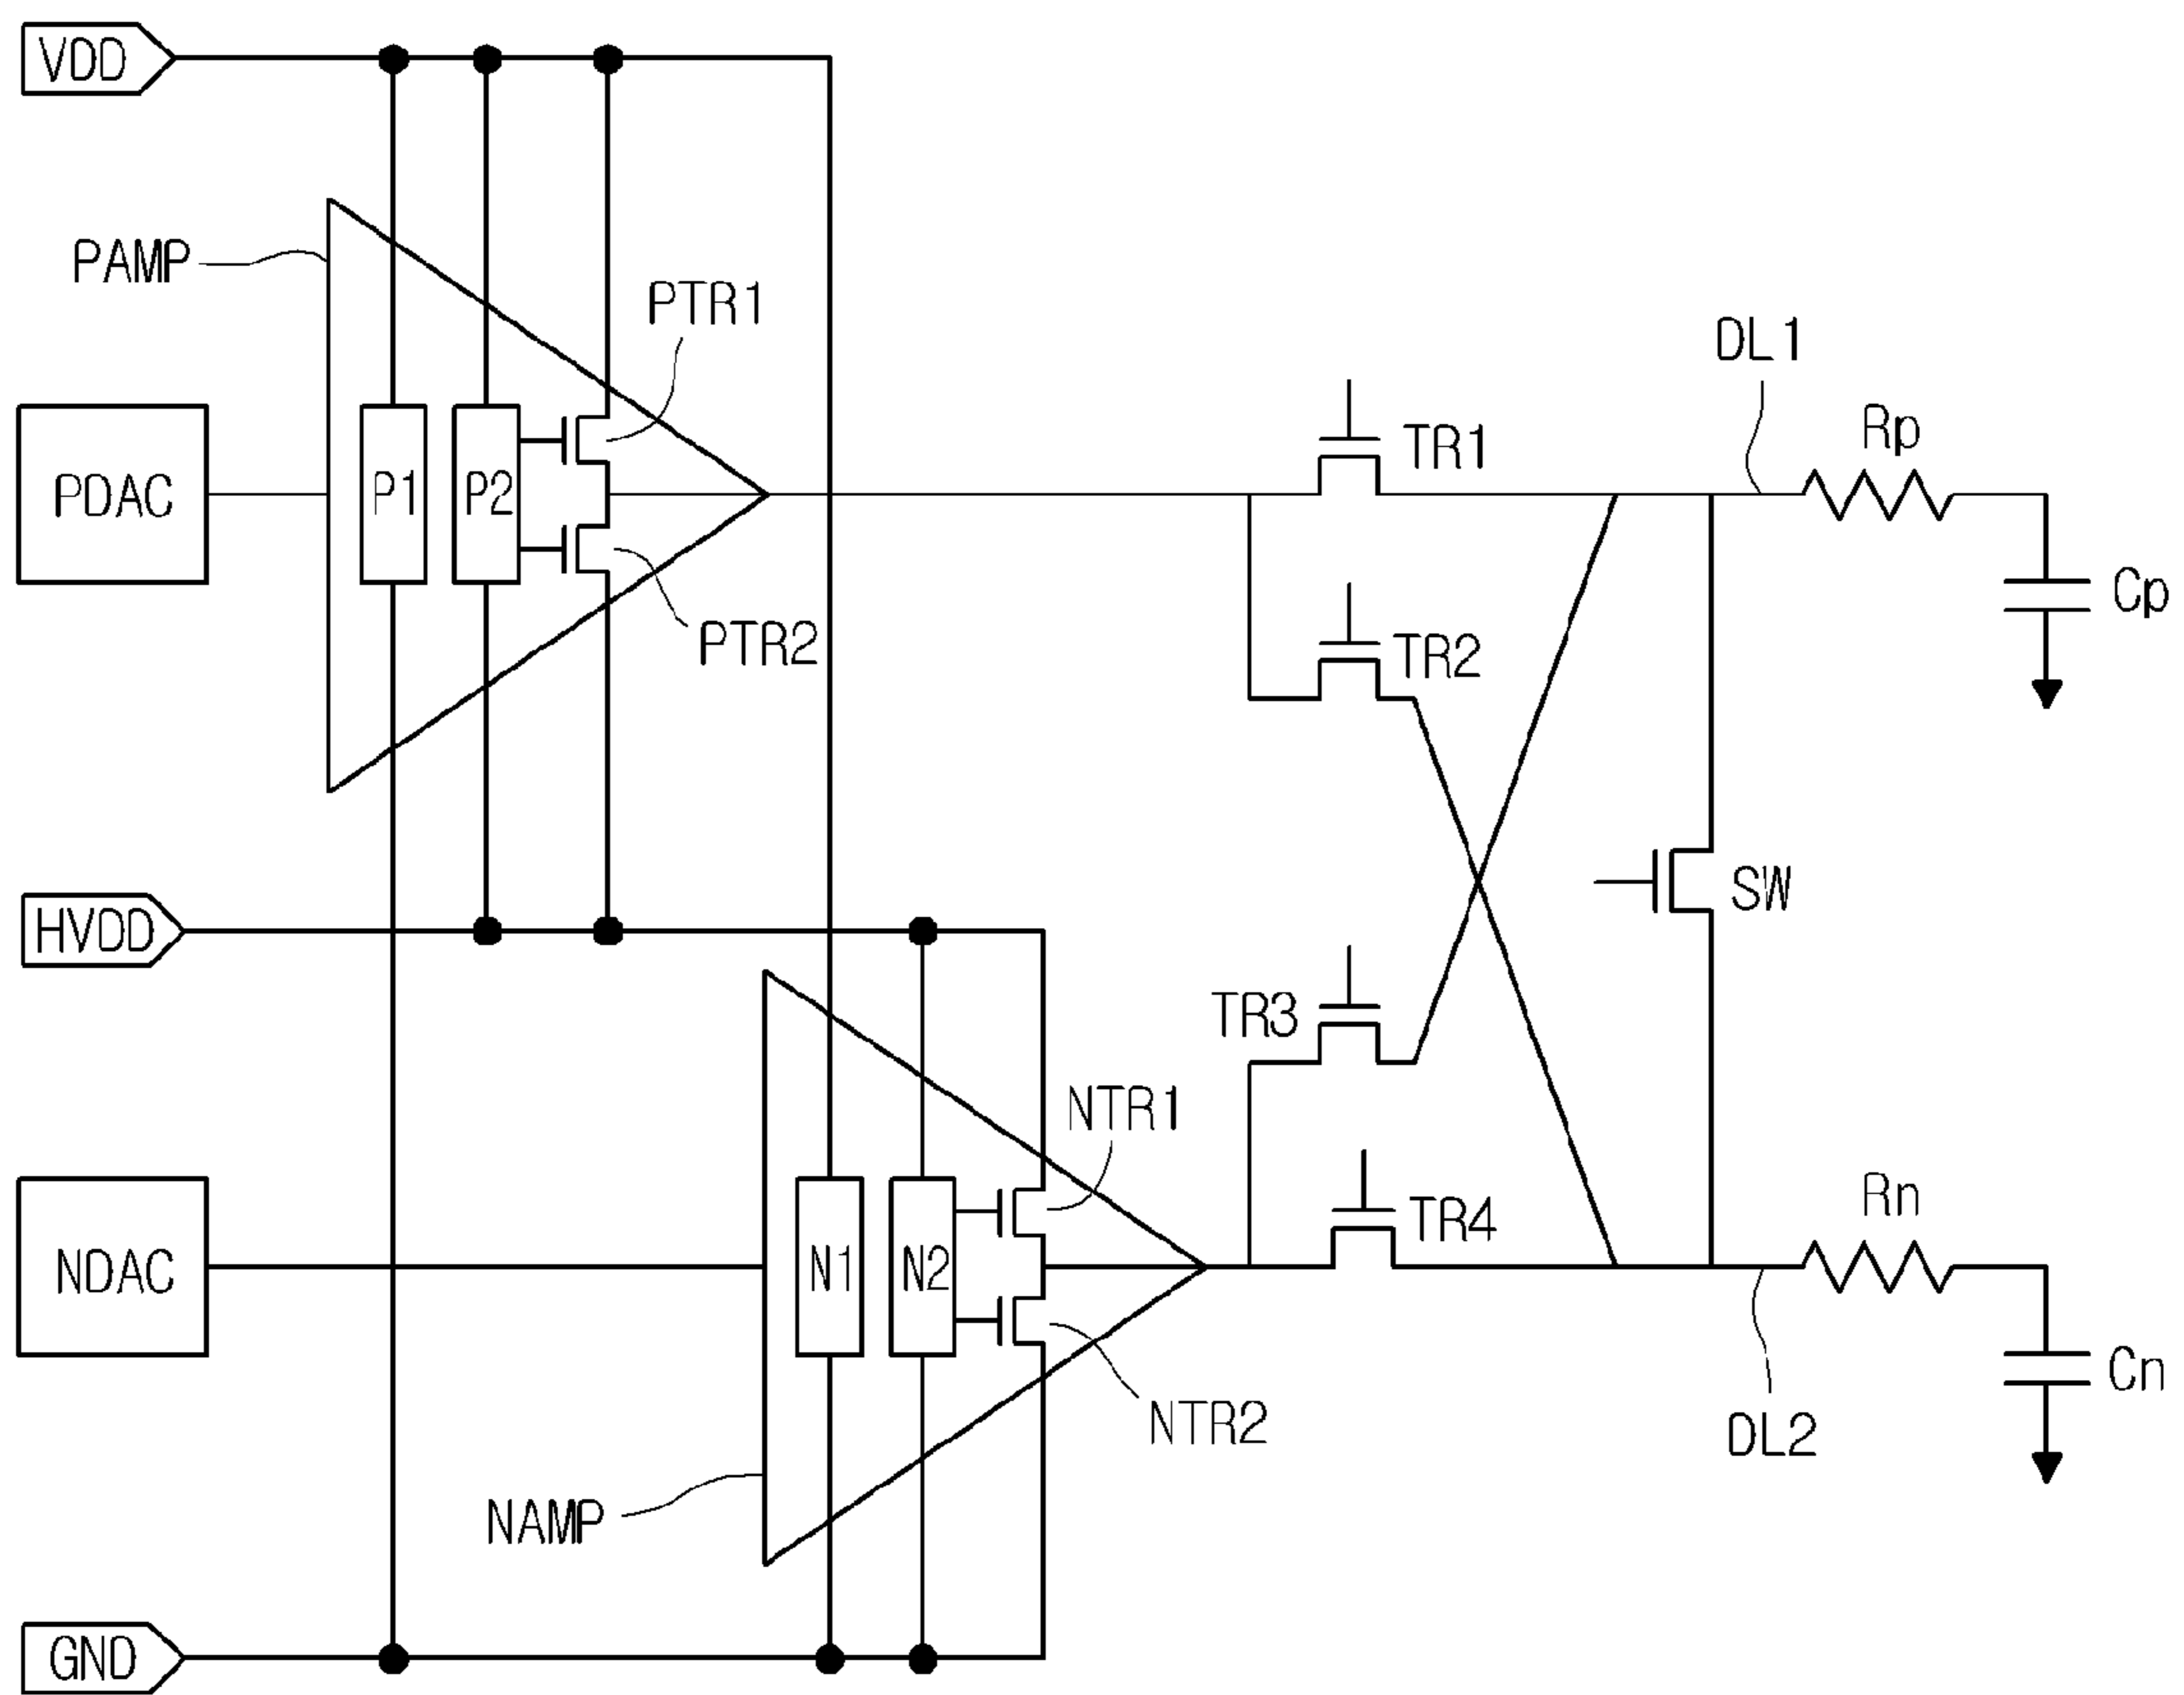 VDD
PAMP
PTR1
DL1
Rp
TR1
PDAC
P1
P2
Cp
PTR2
TR2
HVDD
SW
TR3
NTR1
Rn
TR4
NDAC
N1
N2
Cn
NTR2
DL2
NAMP
GND